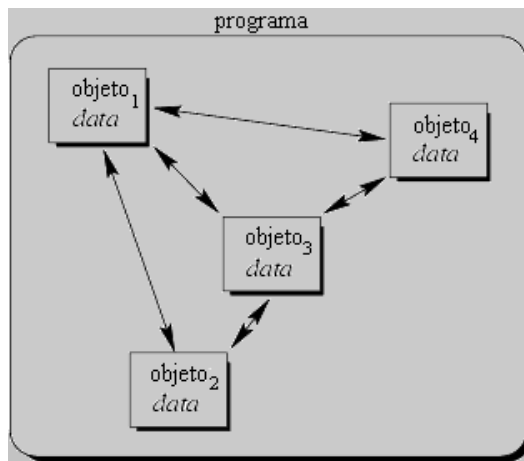 programa
objeto1
data
objeto4
data
objeto3
data
objeto2
data